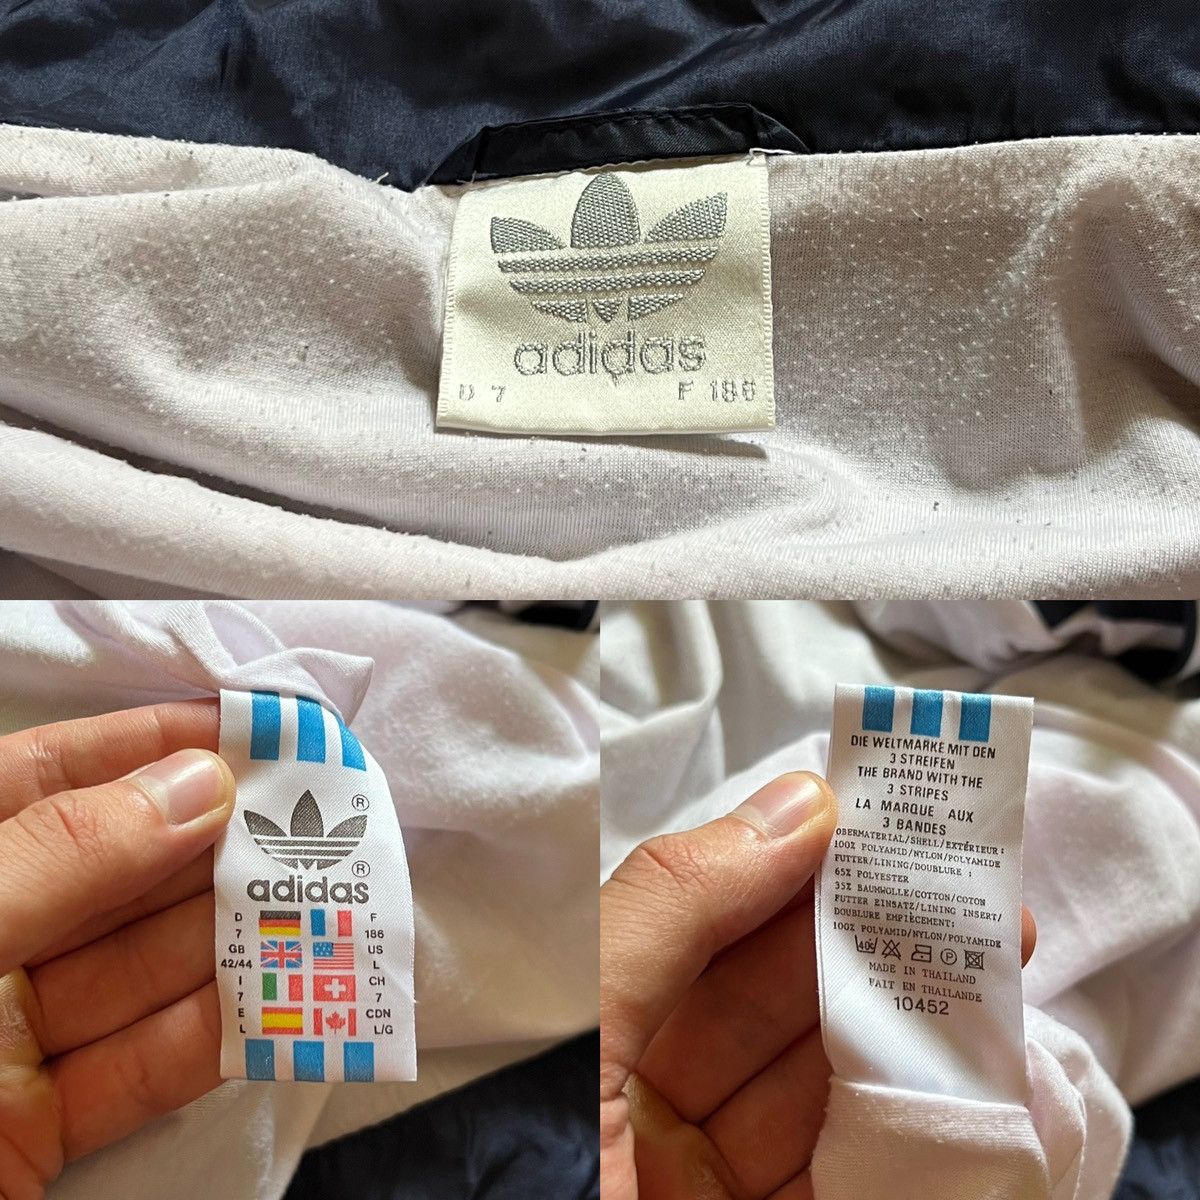 adidas
D 7 F 186
®
®
adidas
D F
7 186
GB US
42/44 L
I CH
7 7
E CDN
L L/G
DIE WELTMARKE MIT DEN
3 STREIFEN
THE BRAND WITH THE
3 STRIPES
LA MARQUE AUX
3 BANDES
OBERMATERIAL/SHELL/EXTÉRIEUR:
100% POLYAMID/NYLON/POLYAMIDE
FUTTER/LINING/DOUBLURE:
65% POLYESTER
35% BAUMWOLLE/COTTON/COTON
FUTTER EINSATZ/LINING INSERT/
DOUBLURE EMPIÈCEMENT:
100% POLYAMID/NYLON/POLYAMIDE
40° P
MADE IN THAILAND
FAIT EN THAILANDE
10452